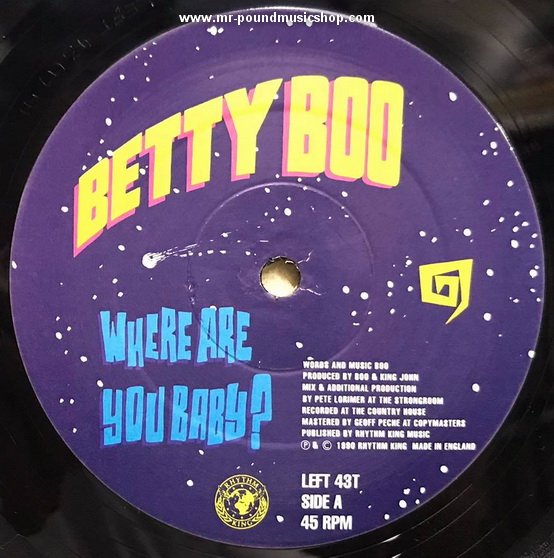 www.mr-poundmusicshop.com
BETTY BOO
WHERE ARE
YOU BABY?
WORDS AND MUSIC BOO
PRODUCED BY BOO & KING JOHN
MIX & ADDITIONAL PRODUCTION
BY PETE LORIMER AT THE STRONGROOM
RECORDED AT THE COUNTRY HOUSE
MASTERED BY GEOFF PECHE AT COPYMASTERS
PUBLISHED BY RHYTHM KING MUSIC
Ⓟ & © 1990 RHYTHM KING MADE IN ENGLAND
RHYTHM
KING
LEFT 43T
SIDE A
45 RPM